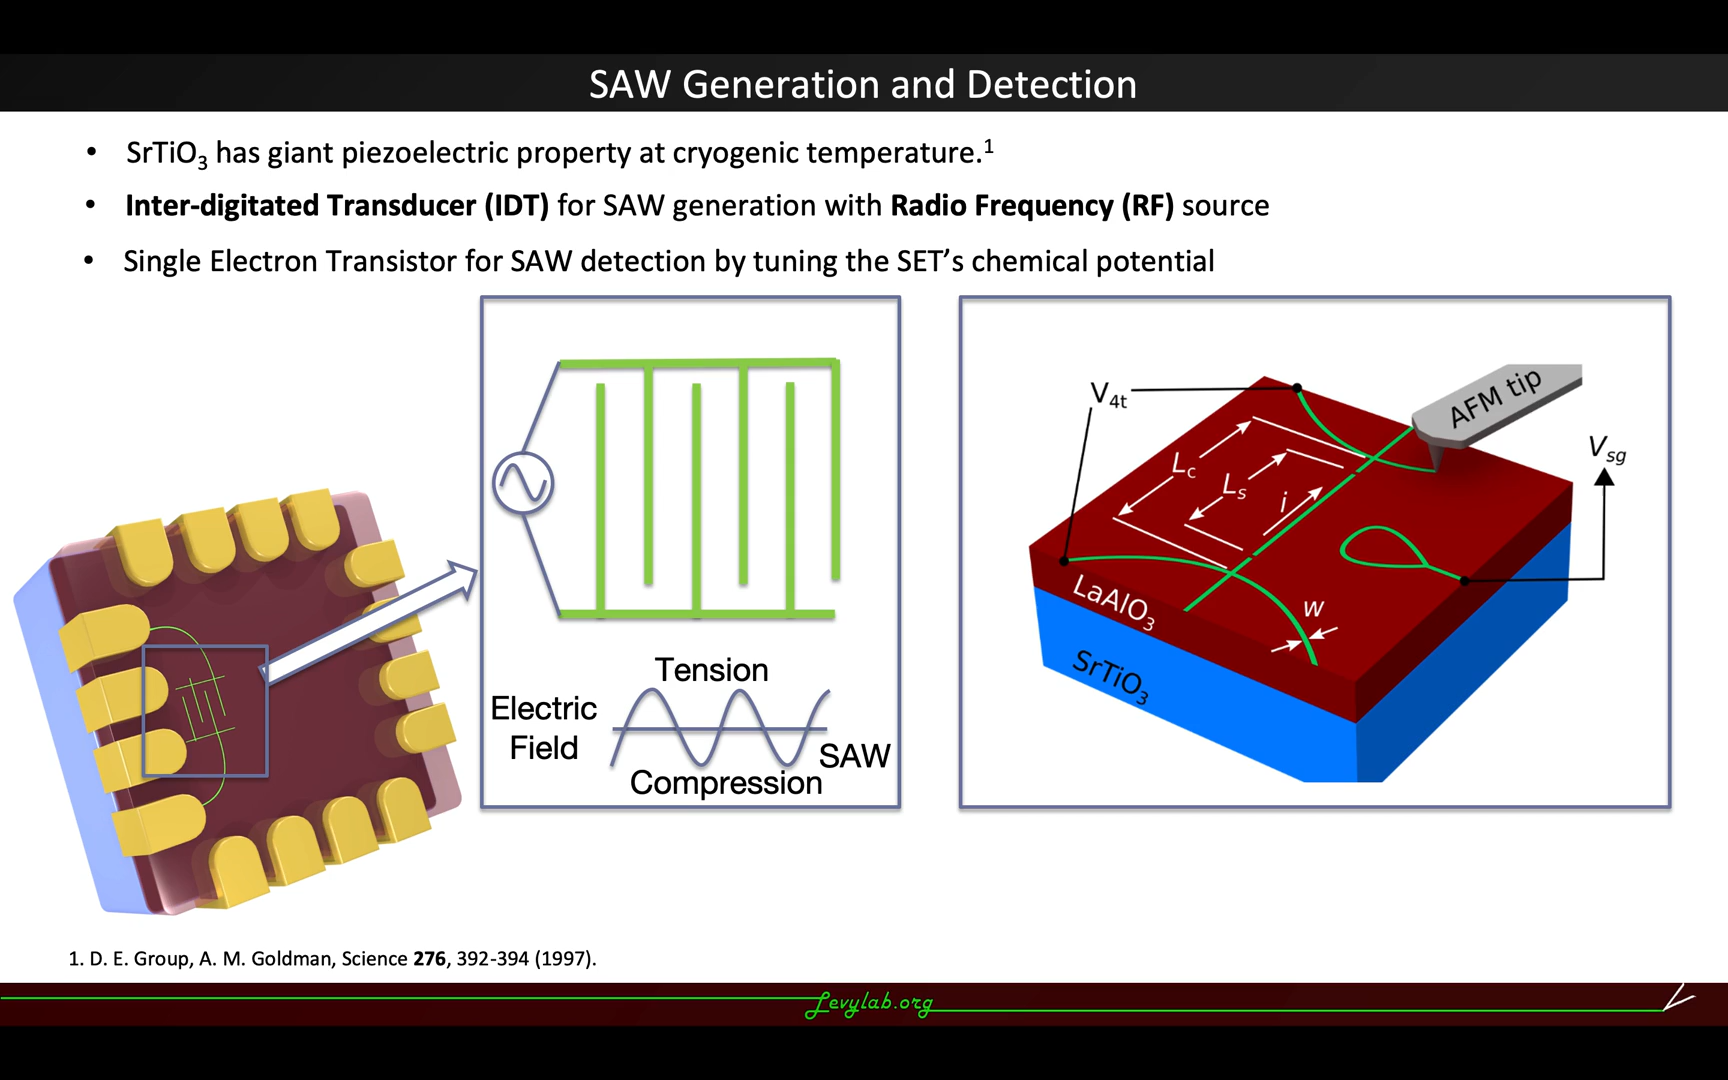 SAW Generation and Detection
• SrTiO₃ has giant piezoelectric property at cryogenic temperature.¹
• Inter-digitated Transducer (IDT) for SAW generation with Radio Frequency (RF) source
• Single Electron Transistor for SAW detection by tuning the SET’s chemical potential
Tension
Electric
Field
SAW
Compression
V4t
AFM tip
Vsg
Lc
Ls
i
w
LaAlO₃
SrTiO₃
1. D. E. Group, A. M. Goldman, Science 276, 392-394 (1997).
Levylab.org